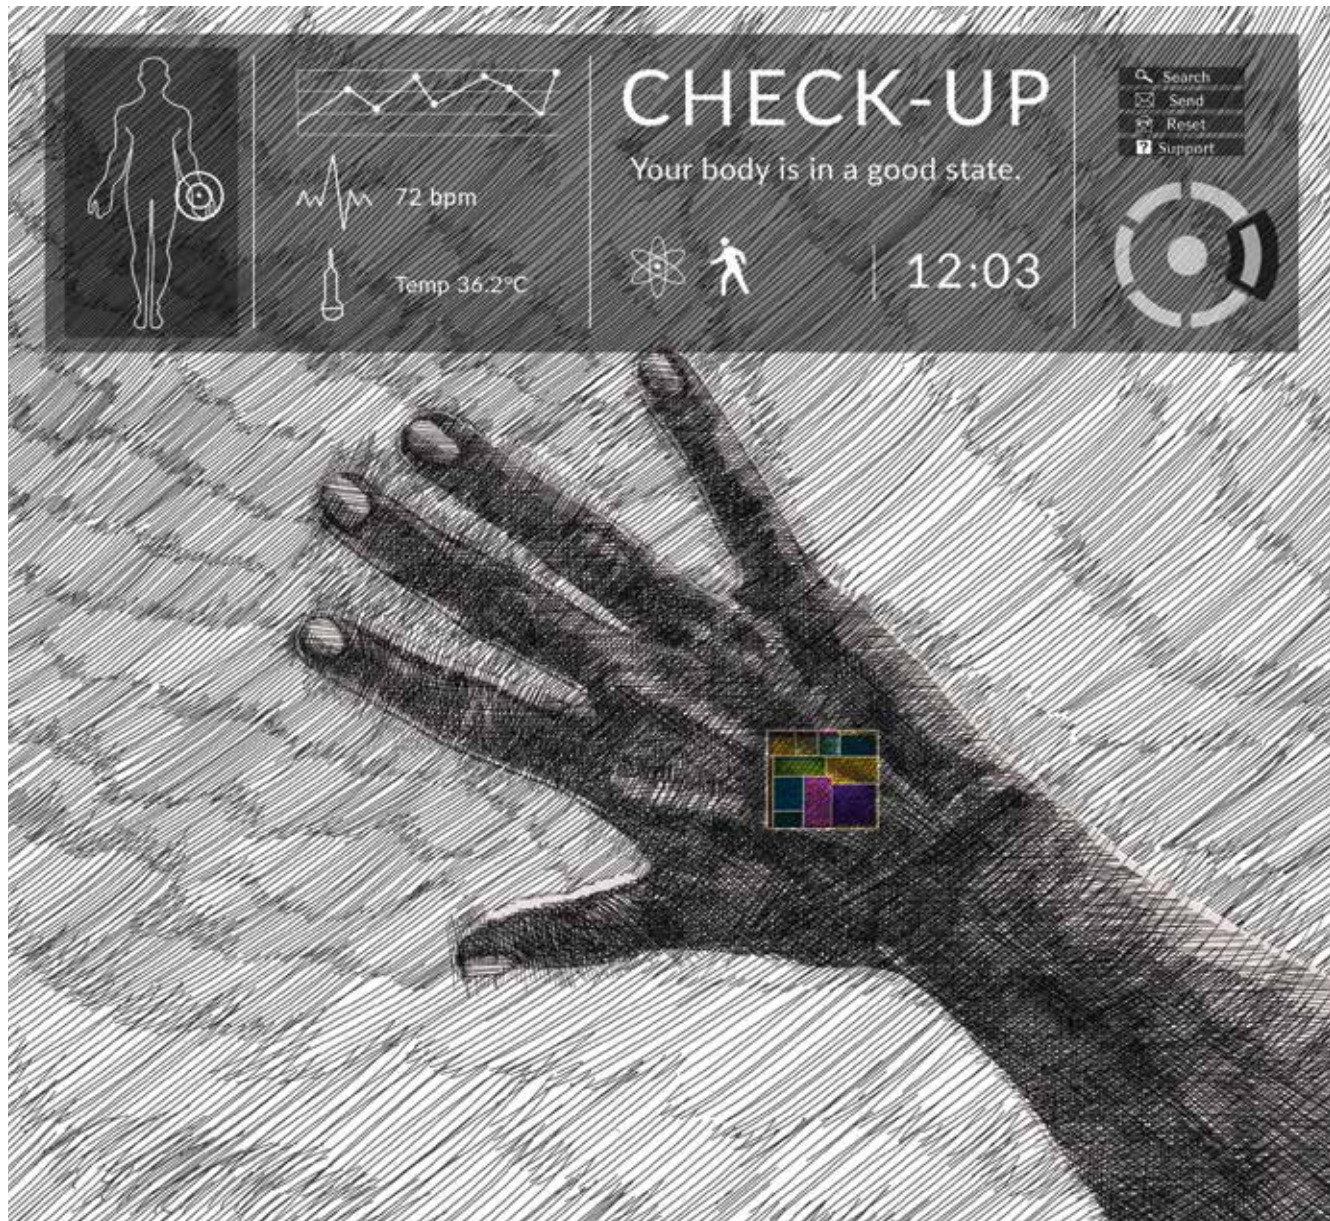 CHECK-UP
Your body is in a good state.
72 bpm
Temp 36.2°C
12:03
Search
Send
Reset
? Support